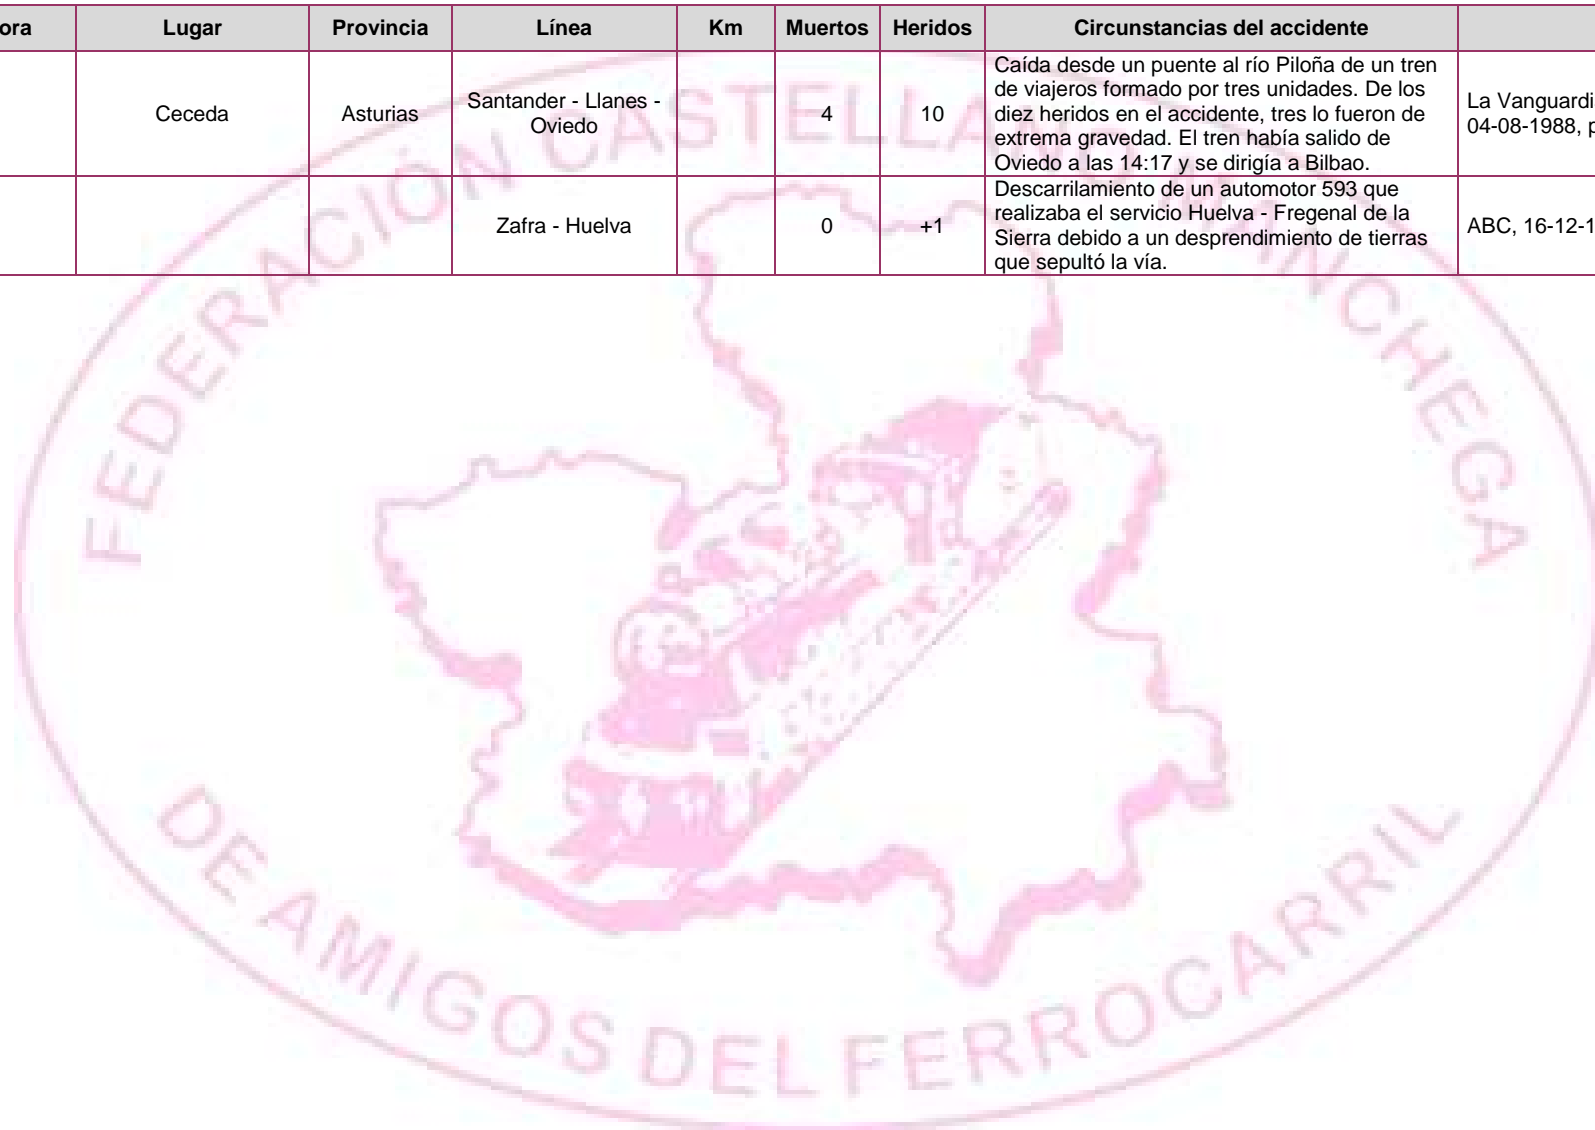 ora Lugar Provincia Línea Km Muertos Heridos Circunstancias del accidente
Ceceda Asturias Santander - Llanes -
Oviedo
4 10
Caída desde un puente al río Piloña de un tren
de viajeros formado por tres unidades. De los
diez heridos en el accidente, tres lo fueron de
extrema gravedad. El tren había salido de
Oviedo a las 14:17 y se dirigía a Bilbao.
La Vanguardi
04-08-1988, p
Zafra - Huelva 0 +1
Descarrilamiento de un automotor 593 que
realizaba el servicio Huelva - Fregenal de la
Sierra debido a un desprendimiento de tierras
que sepultó la vía.
ABC, 16-12-1
FEDERACIÓN CASTELLANO MANCHEGA
DE AMIGOS DEL FERROCARRIL